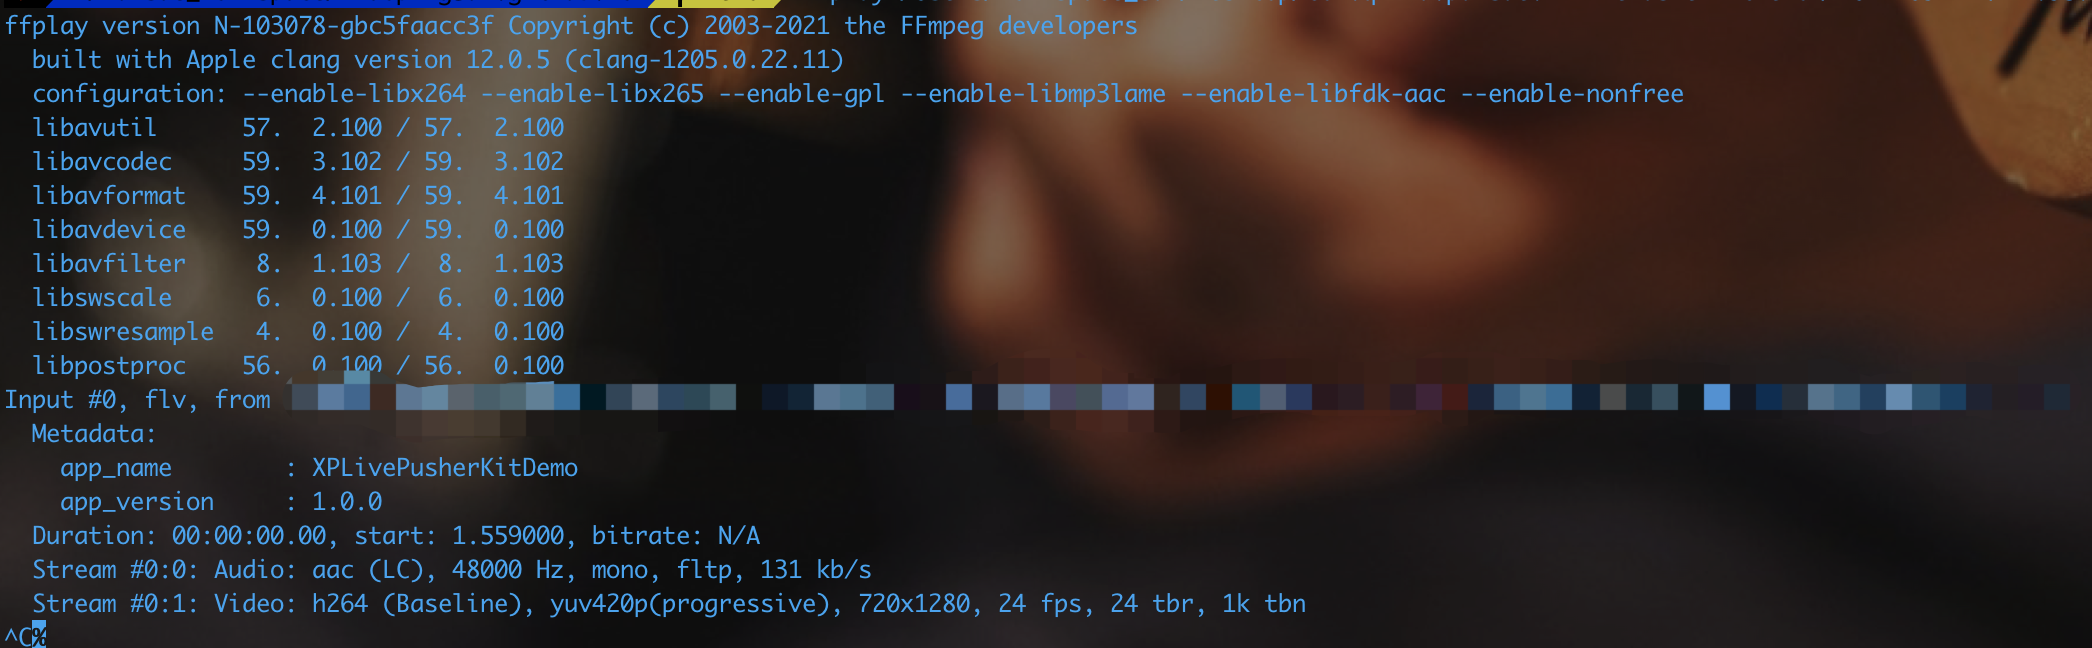 ffplay version N-103078-gbc5faacc3f Copyright (c) 2003-2021 the FFmpeg developers
  built with Apple clang version 12.0.5 (clang-1205.0.22.11)
  configuration: --enable-libx264 --enable-libx265 --enable-gpl --enable-libmp3lame --enable-libfdk-aac --enable-nonfree
  libavutil      57.  2.100 / 57.  2.100
  libavcodec     59.  3.102 / 59.  3.102
  libavformat    59.  4.101 / 59.  4.101
  libavdevice    59.  0.100 / 59.  0.100
  libavfilter     8.  1.103 /  8.  1.103
  libswscale      6.  0.100 /  6.  0.100
  libswresample   4.  0.100 /  4.  0.100
  libpostproc    56.  0.100 / 56.  0.100
Input #0, flv, from
  Metadata:
    app_name        : XPLivePusherKitDemo
    app_version     : 1.0.0
  Duration: 00:00:00.00, start: 1.559000, bitrate: N/A
  Stream #0:0: Audio: aac (LC), 48000 Hz, mono, fltp, 131 kb/s
  Stream #0:1: Video: h264 (Baseline), yuv420p(progressive), 720x1280, 24 fps, 24 tbr, 1k tbn
^C%